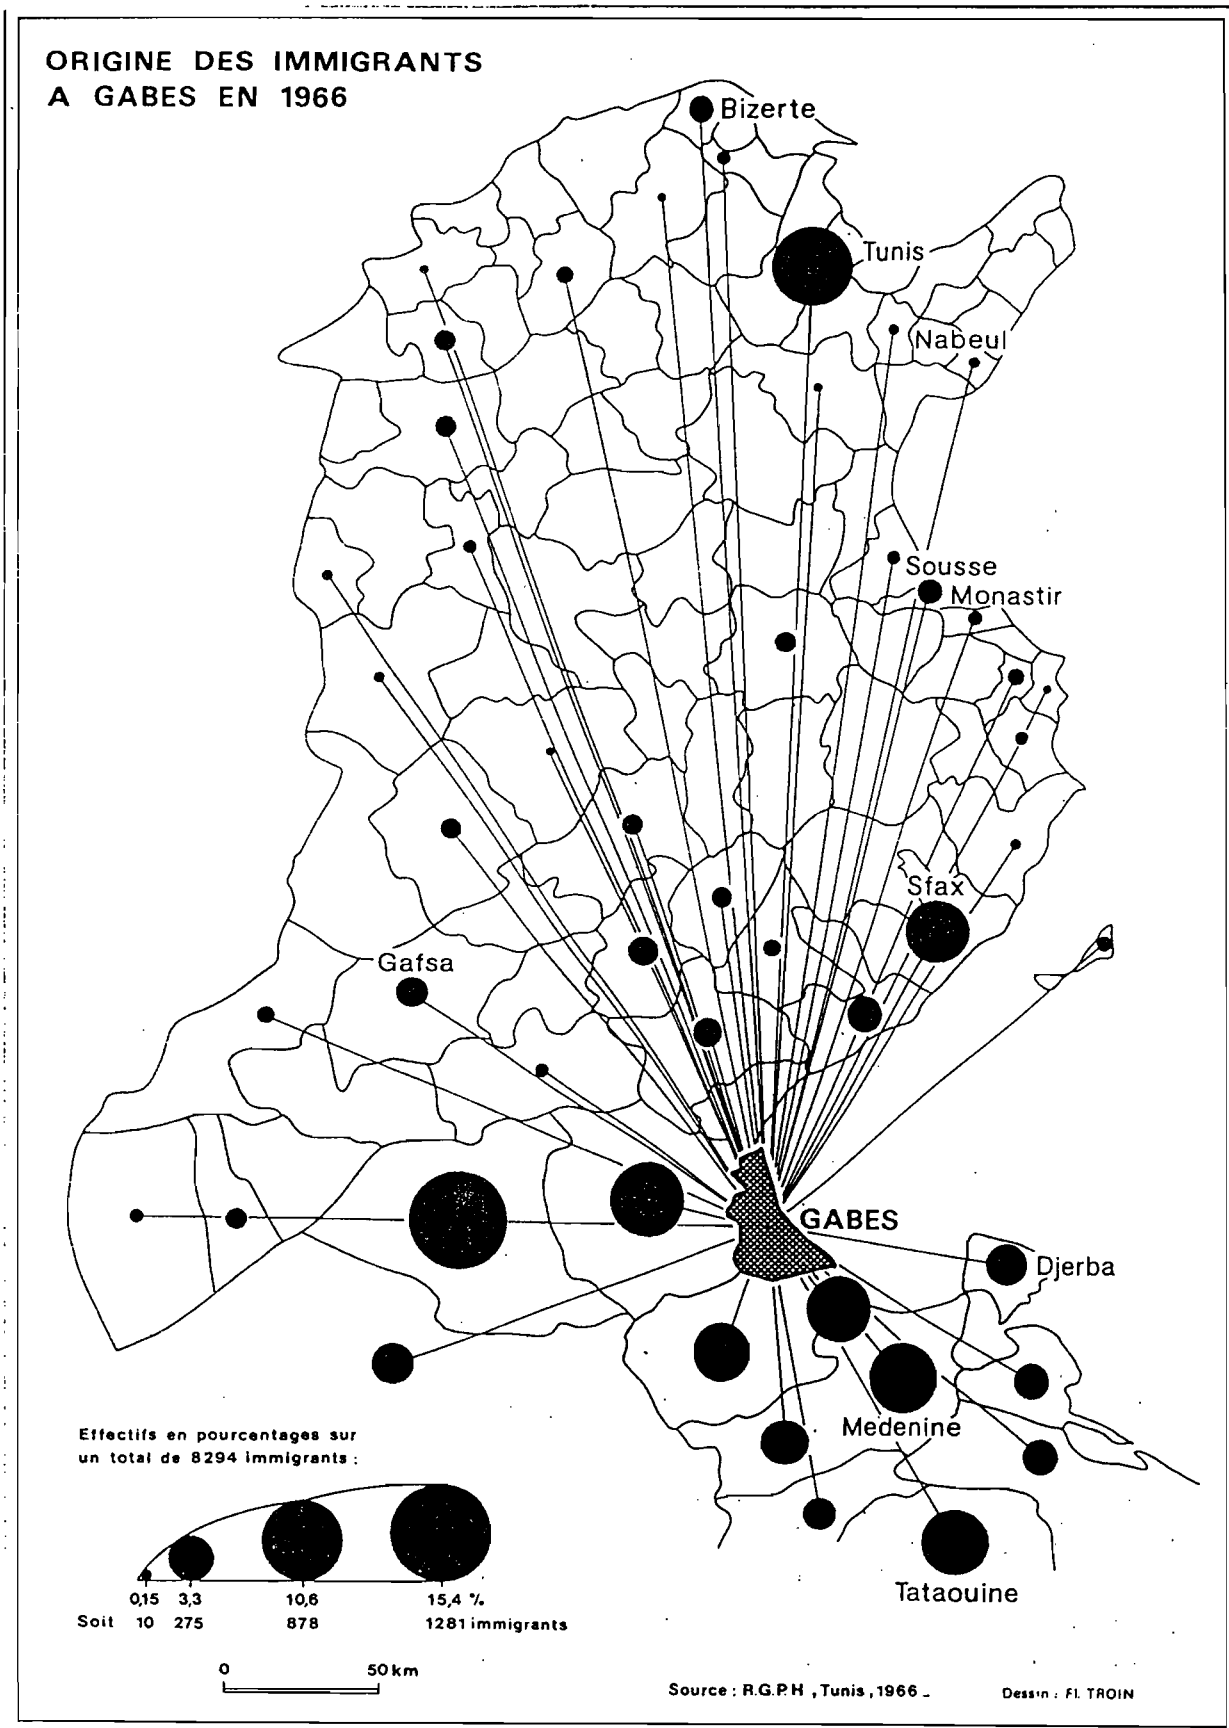 ORIGINE DES IMMIGRANTS
A GABES EN 1966
Bizerte
Tunis
Nabeul
Sousse
Monastir
Sfax
Gafsa
GABES
Djerba
Medenine
Tataouine
Effectifs en pourcentages sur
un total de 8294 immigrants :
0,15 3,3 10,6 15,4 %
Soit 10 275 878 1281 immigrants
0 50 km
Source : R.G.P.H , Tunis , 1966 _
Dessin : Fl. TROIN